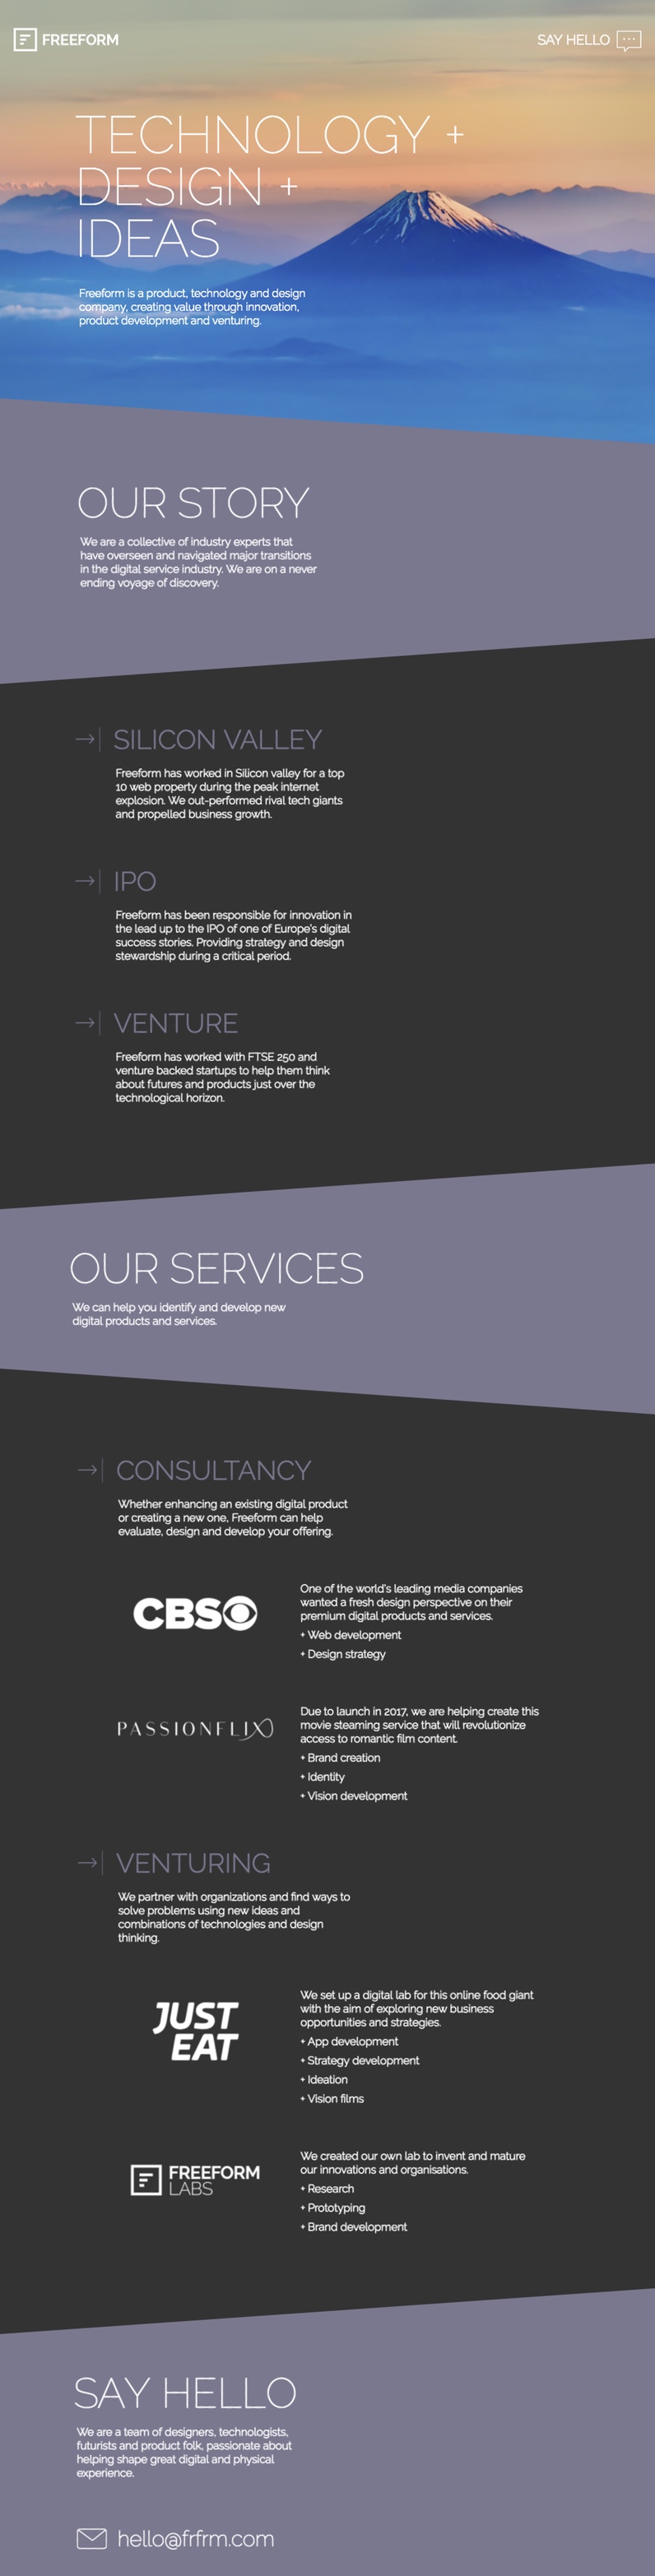 FREEFORM
SAY HELLO
TECHNOLOGY +
DESIGN +
IDEAS
Freeform is a product, technology and design
company, creating value through innovation,
product development and venturing.
OUR STORY
We are a collective of industry experts that
have overseen and navigated major transitions
in the digital service industry. We are on a never
ending voyage of discovery.
SILICON VALLEY
Freeform has worked in Silicon valley for a top
10 web property during the peak internet
explosion. We out-performed rival tech giants
and propelled business growth.
IPO
Freeform has been responsible for innovation in
the lead up to the IPO of one of Europe's digital
success stories. Providing strategy and design
stewardship during a critical period.
VENTURE
Freeform has worked with FTSE 250 and
venture backed startups to help them think
about futures and products just over the
technological horizon.
OUR SERVICES
We can help you identify and develop new
digital products and services.
CONSULTANCY
Whether enhancing an existing digital product
or creating a new one, Freeform can help
evaluate, design and develop your offering.
CBS
One of the world's leading media companies
wanted a fresh design perspective on their
premium digital products and services.
+ Web development
+ Design strategy
PASSIONFLIX
Due to launch in 2017, we are helping create this
movie steaming service that will revolutionize
access to romantic film content.
+ Brand creation
+ Identity
+ Vision development
VENTURING
We partner with organizations and find ways to
solve problems using new ideas and
combinations of technologies and design
thinking.
JUST
EAT
We set up a digital lab for this online food giant
with the aim of exploring new business
opportunities and strategies.
+ App development
+ Strategy development
+ Ideation
+ Vision films
FREEFORM
LABS
We created our own lab to invent and mature
our innovations and organisations.
+ Research
+ Prototyping
+ Brand development
SAY HELLO
We are a team of designers, technologists,
futurists and product folk, passionate about
helping shape great digital and physical
experience.
hello@frfrm.com